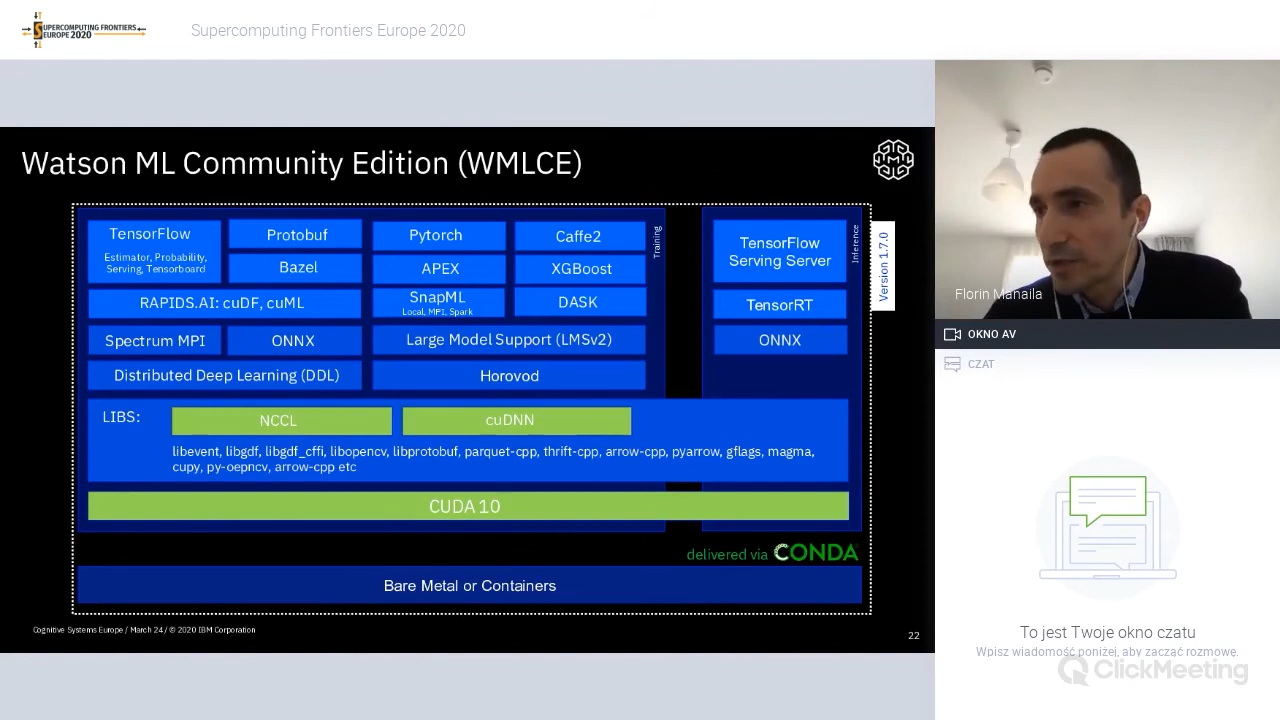 SUPERCOMPUTING FRONTIERS
EUROPE 2020
Supercomputing Frontiers Europe 2020
Watson ML Community Edition (WMLCE)
TensorFlow
Estimator, Probability,
Serving, Tensorboard
Protobuf
Bazel
Pytorch
APEX
Caffe2
XGBoost
RAPIDS.AI: cuDF, cuML
SnapML
Local, MPI, Spark
DASK
Spectrum MPI
ONNX
Large Model Support (LMSv2)
Distributed Deep Learning (DDL)
Horovod
Training
TensorFlow
Serving Server
TensorRT
ONNX
Inference
Version 1.7.0
LIBS:
NCCL
cuDNN
libevent, libgdf, libgdf_cffi, libopencv, libprotobuf, parquet-cpp, thrift-cpp, arrow-cpp, pyarrow, gflags, magma,
cupy, py-oepncv, arrow-cpp etc
CUDA 10
delivered via CONDA
Bare Metal or Containers
Cognitive Systems Europe / March 24 / © 2020 IBM Corporation
22
Florin Manaila
OKNO AV
CZAT
To jest Twoje okno czatu
Wpisz wiadomość poniżej, aby zacząć rozmowę.
ClickMeeting